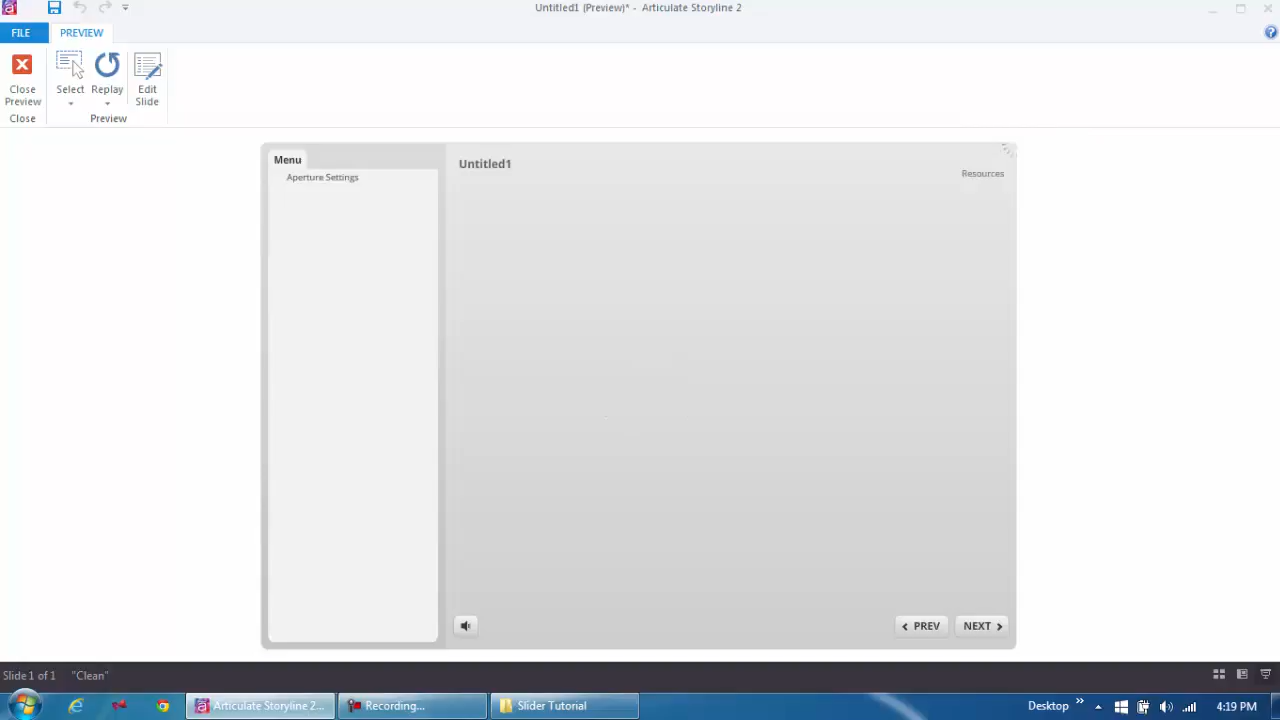 Untitled1 (Preview)* - Articulate Storyline 2
FILE
PREVIEW
Close Preview
Select
Replay
Edit Slide
Close
Preview
Menu
Aperture Settings
Untitled1
Resources
PREV
NEXT
Slide 1 of 1
"Clean"
Articulate Storyline 2...
Recording...
Slider Tutorial
Desktop
4:19 PM